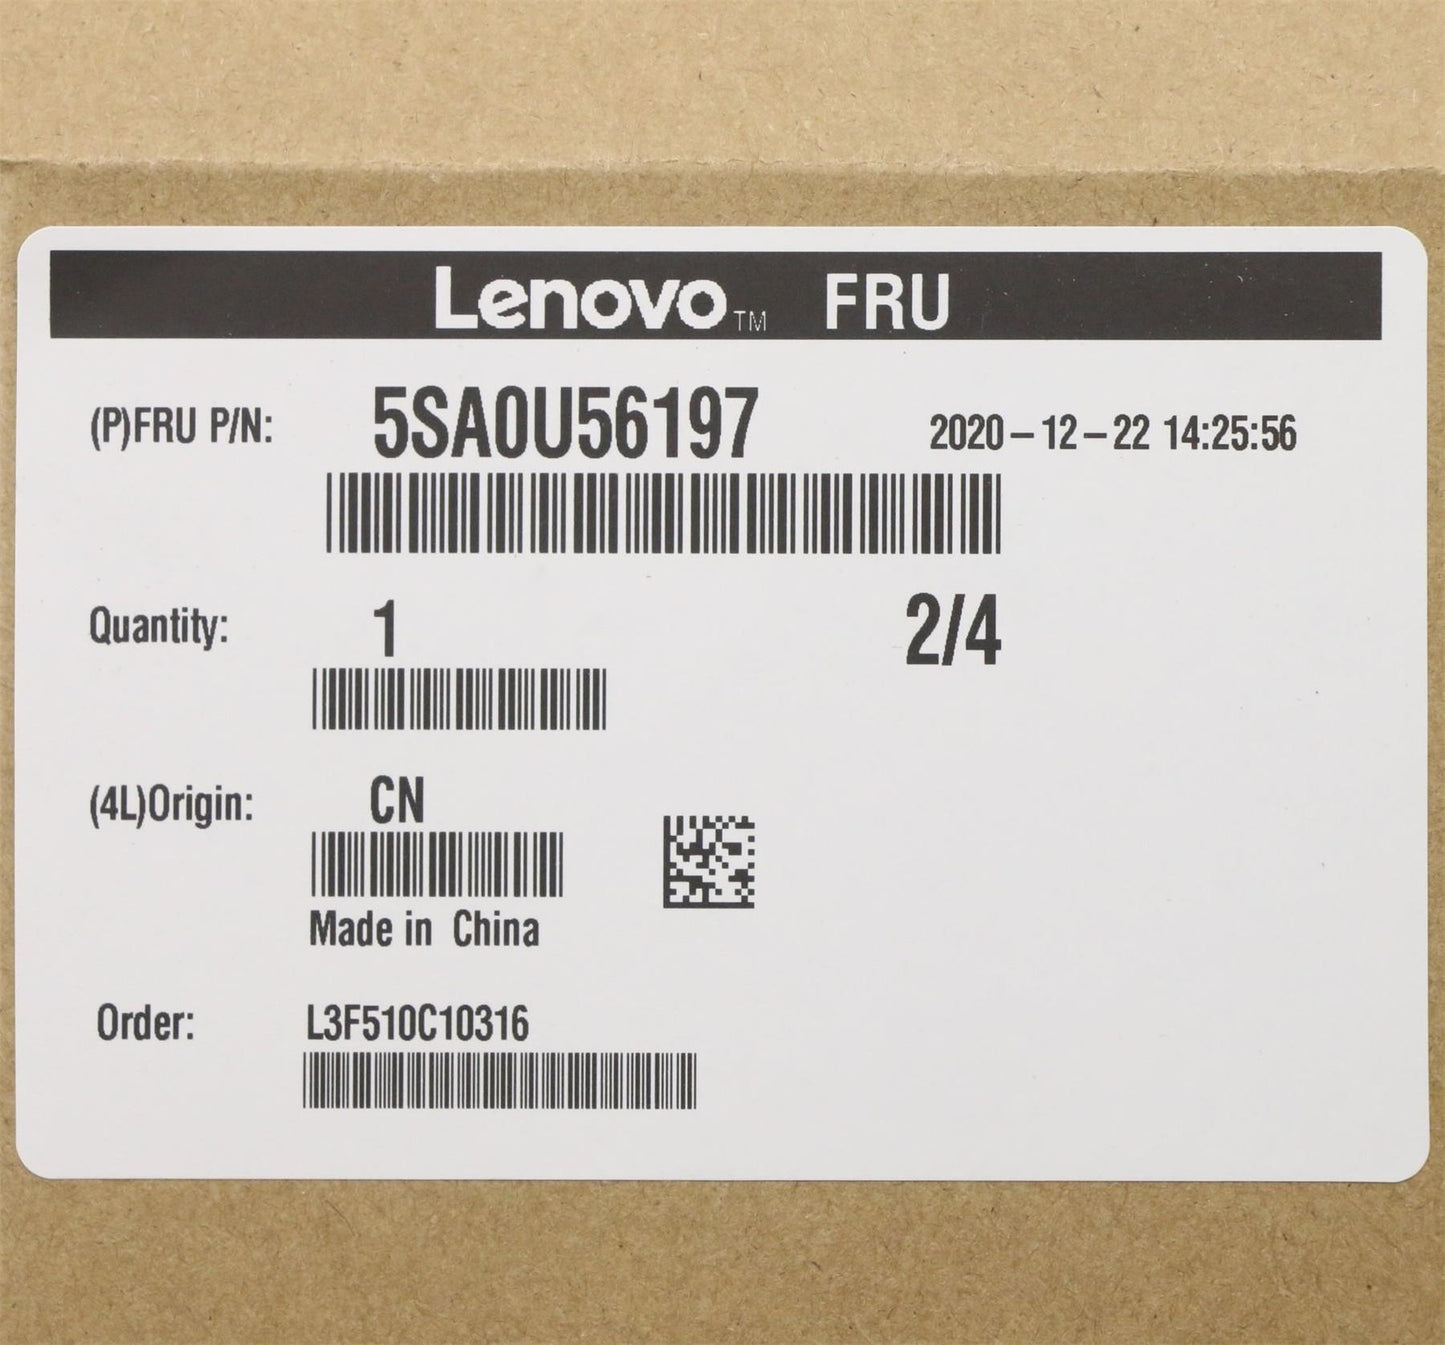 Lenovo™ FRU
(P)FRU P/N: 5SA0U56197 2020-12-22 14:25:56
Quantity: 1 2/4
(4L)Origin: CN
Made in China
Order: L3F510C10316